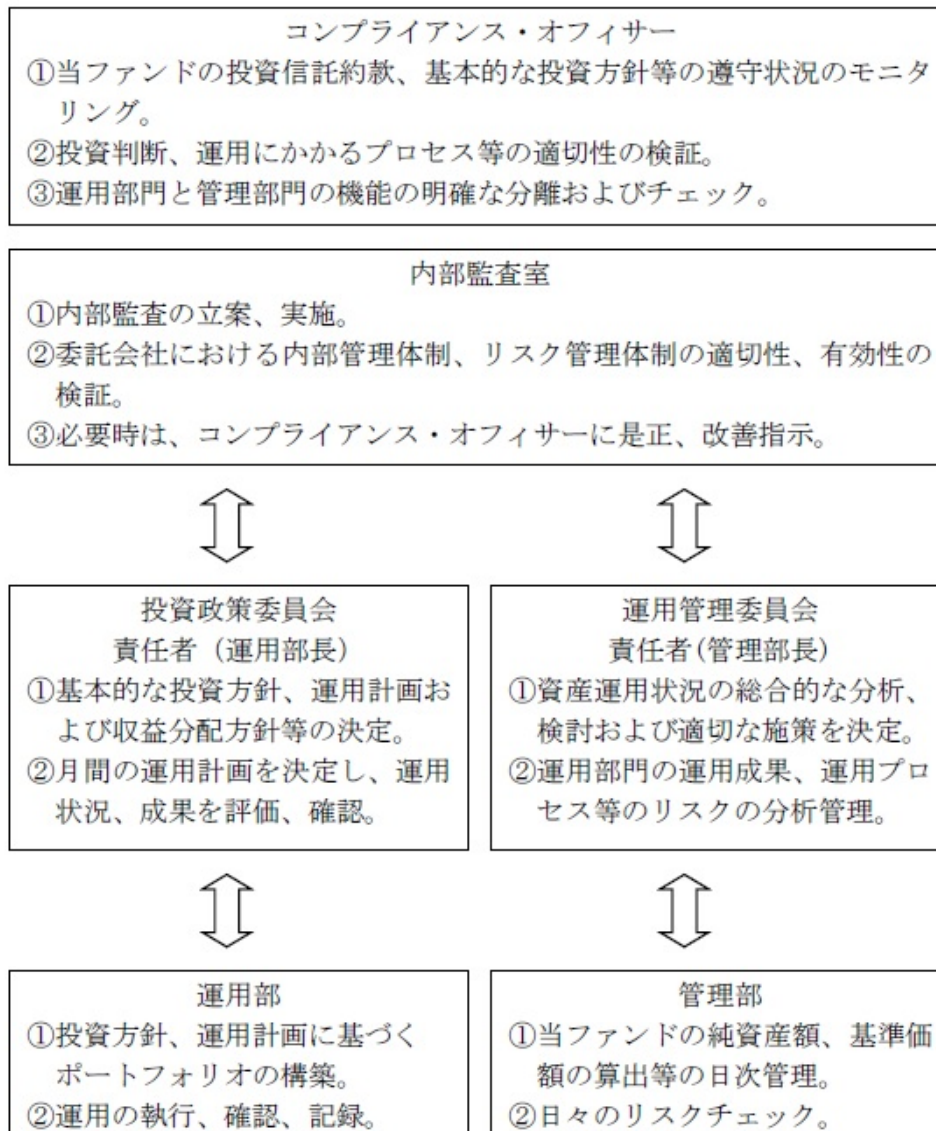 コンプライアンス・オフィサー
①当ファンドの投資信託約款、基本的な投資方針等の遵守状況のモニタ
リング。
②投資判断、運用にかかるプロセス等の適切性の検証。
③運用部門と管理部門の機能の明確な分離およびチェック。
内部監査室
①内部監査の立案、実施。
②委託会社における内部管理体制、リスク管理体制の適切性、有効性の
検証。
③必要時は、コンプライアンス・オフィサーに是正、改善指示。
投資政策委員会
責任者（運用部長）
①基本的な投資方針、運用計画お
よび収益分配方針等の決定。
②月間の運用計画を決定し、運用
状況、成果を評価、確認。
運用管理委員会
責任者(管理部長)
①資産運用状況の総合的な分析、
検討および適切な施策を決定。
②運用部門の運用成果、運用プロ
セス等のリスクの分析管理。
運用部
①投資方針、運用計画に基づく
ポートフォリオの構築。
②運用の執行、確認、記録。
管理部
①当ファンドの純資産額、基準価
額の算出等の日次管理。
②日々のリスクチェック。